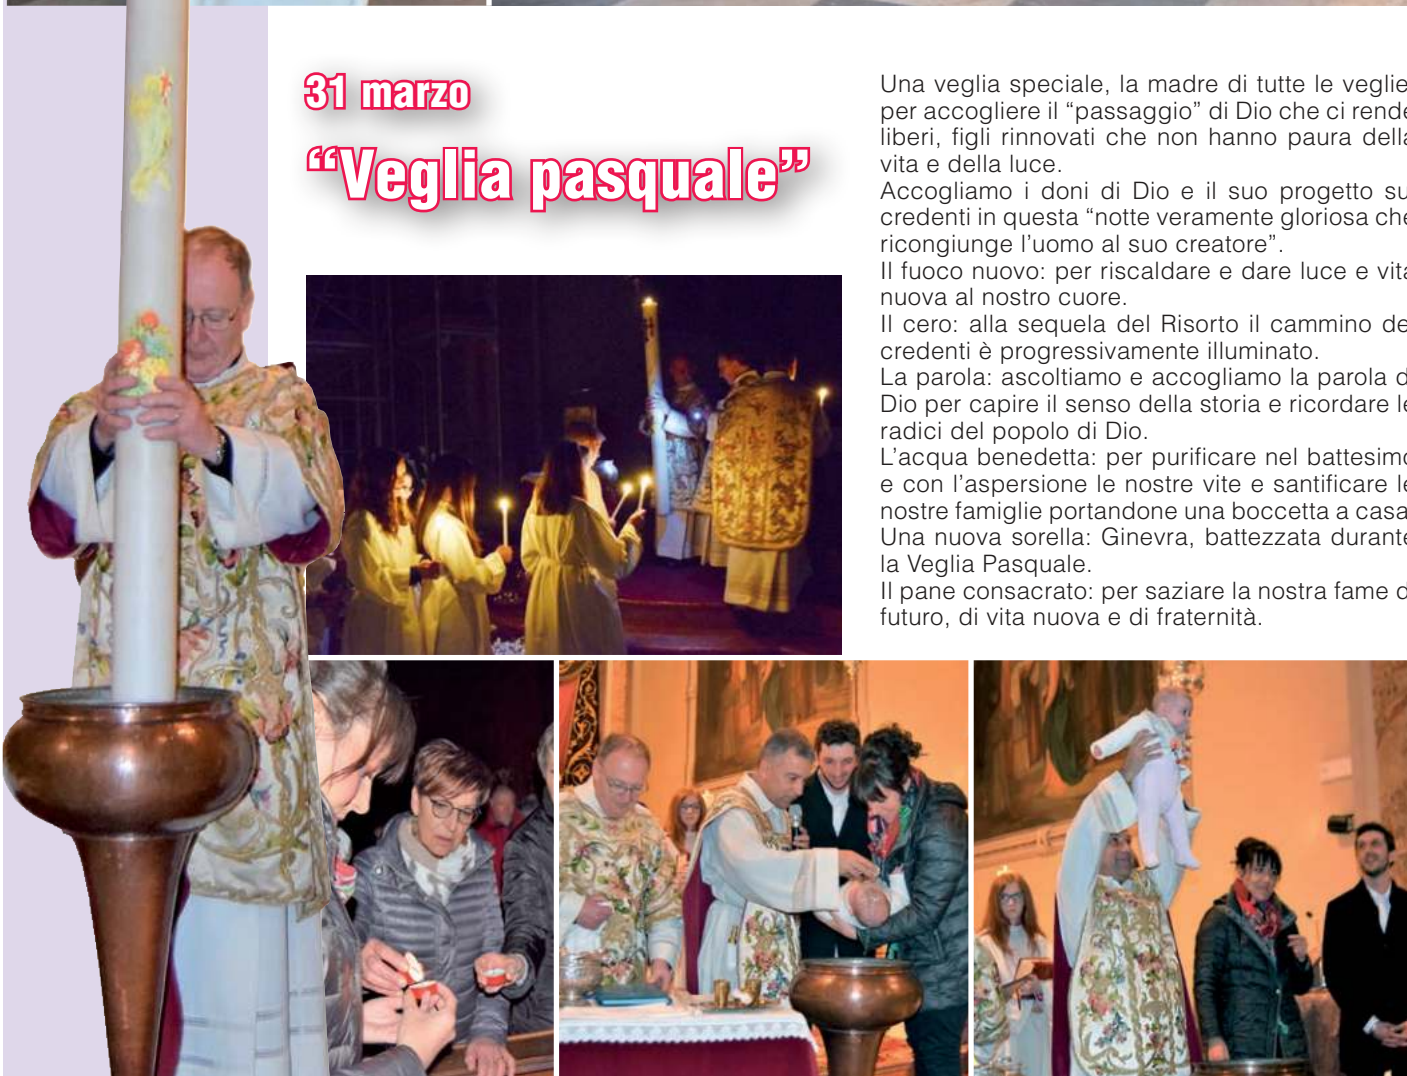 31 marzo
“Veglia pasquale”
Una veglia speciale, la madre di tutte le veglie
per accogliere il “passaggio” di Dio che ci rende
liberi, figli rinnovati che non hanno paura della
vita e della luce.
Accogliamo i doni di Dio e il suo progetto su
credenti in questa “notte veramente gloriosa che
ricongiunge l’uomo al suo creatore”.
Il fuoco nuovo: per riscaldare e dare luce e vita
nuova al nostro cuore.
Il cero: alla sequela del Risorto il cammino de
credenti è progressivamente illuminato.
La parola: ascoltiamo e accogliamo la parola d
Dio per capire il senso della storia e ricordare le
radici del popolo di Dio.
L’acqua benedetta: per purificare nel battesimo
e con l’aspersione le nostre vite e santificare le
nostre famiglie portandone una boccetta a casa
Una nuova sorella: Ginevra, battezzata durante
la Veglia Pasquale.
Il pane consacrato: per saziare la nostra fame d
futuro, di vita nuova e di fraternità.